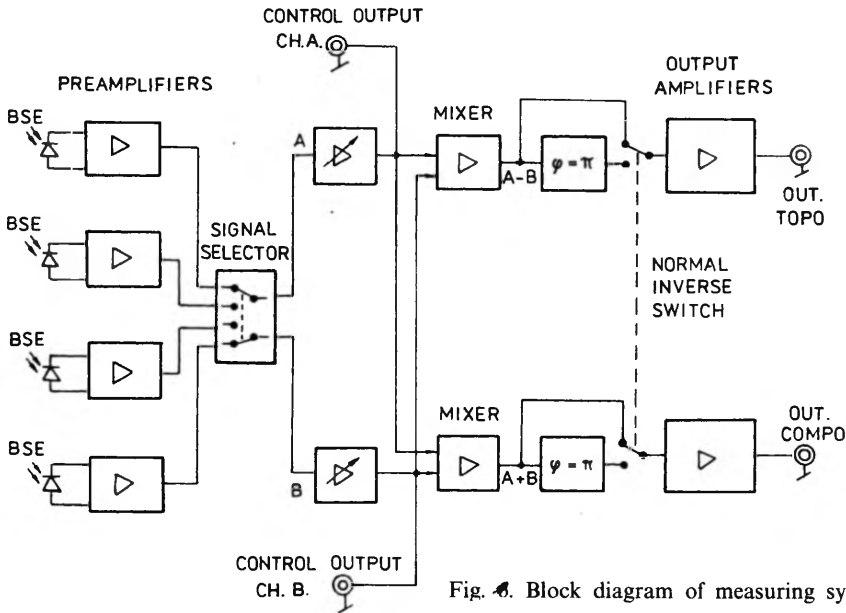 CONTROL OUTPUT
CH.A.
PREAMPLIFIERS
OUTPUT
AMPLIFIERS
BSE
MIXER
A
A-B
φ = π
OUT.
TOPO
BSE
SIGNAL
SELECTOR
NORMAL
INVERSE
SWITCH
BSE
MIXER
OUT.
COMPO
BSE
B
A+B
φ = π
CONTROL OUTPUT
CH. B.
Fig. 6. Block diagram of measuring sy